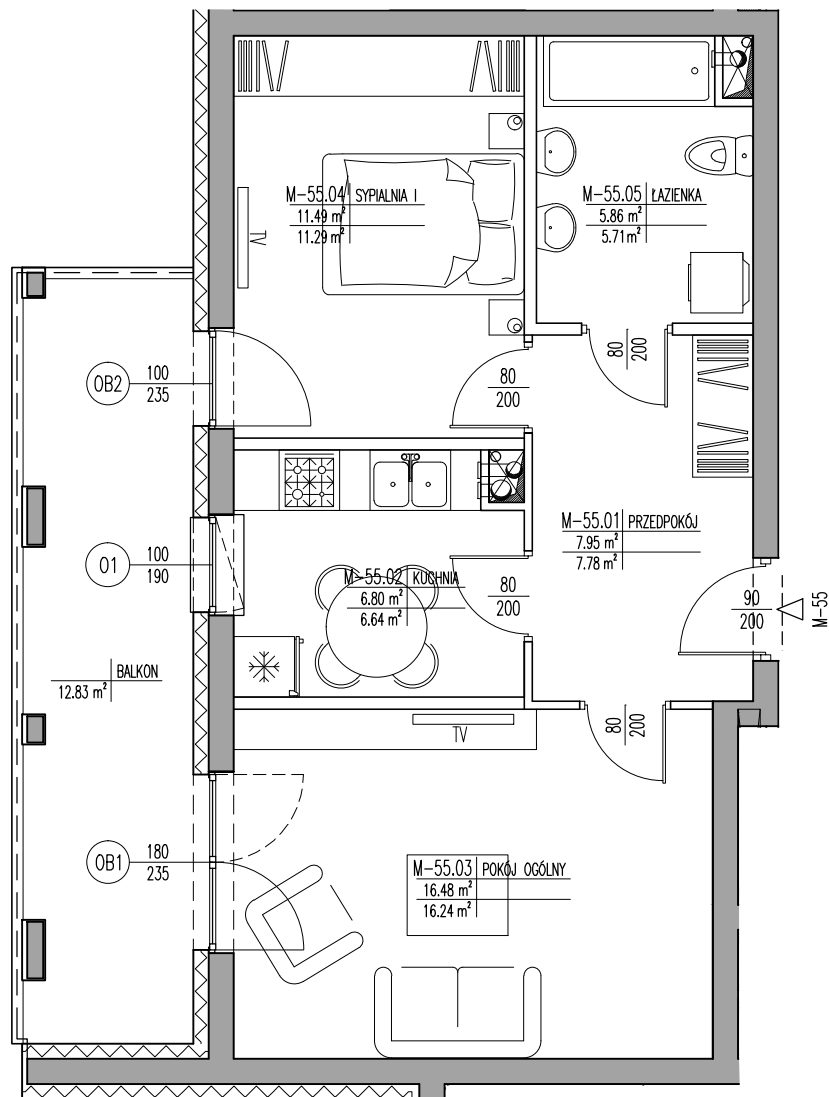 M-55.04 SYPIALNIA I
11.49 m²
11.29 m²
TV
M-55.05 ŁAZIENKA
5.86 m²
5.71 m²
80
200
OB2
100
235
80
200
M-55.01 PRZEDPOKÓJ
7.95 m²
7.78 m²
O1
100
190
M-55.02 KUCHNIA
6.80 m²
6.64 m²
80
200
90
200
M-55
BALKON
12.83 m²
80
200
TV
OB1
180
235
M-55.03 POKÓJ OGÓLNY
16.48 m²
16.24 m²